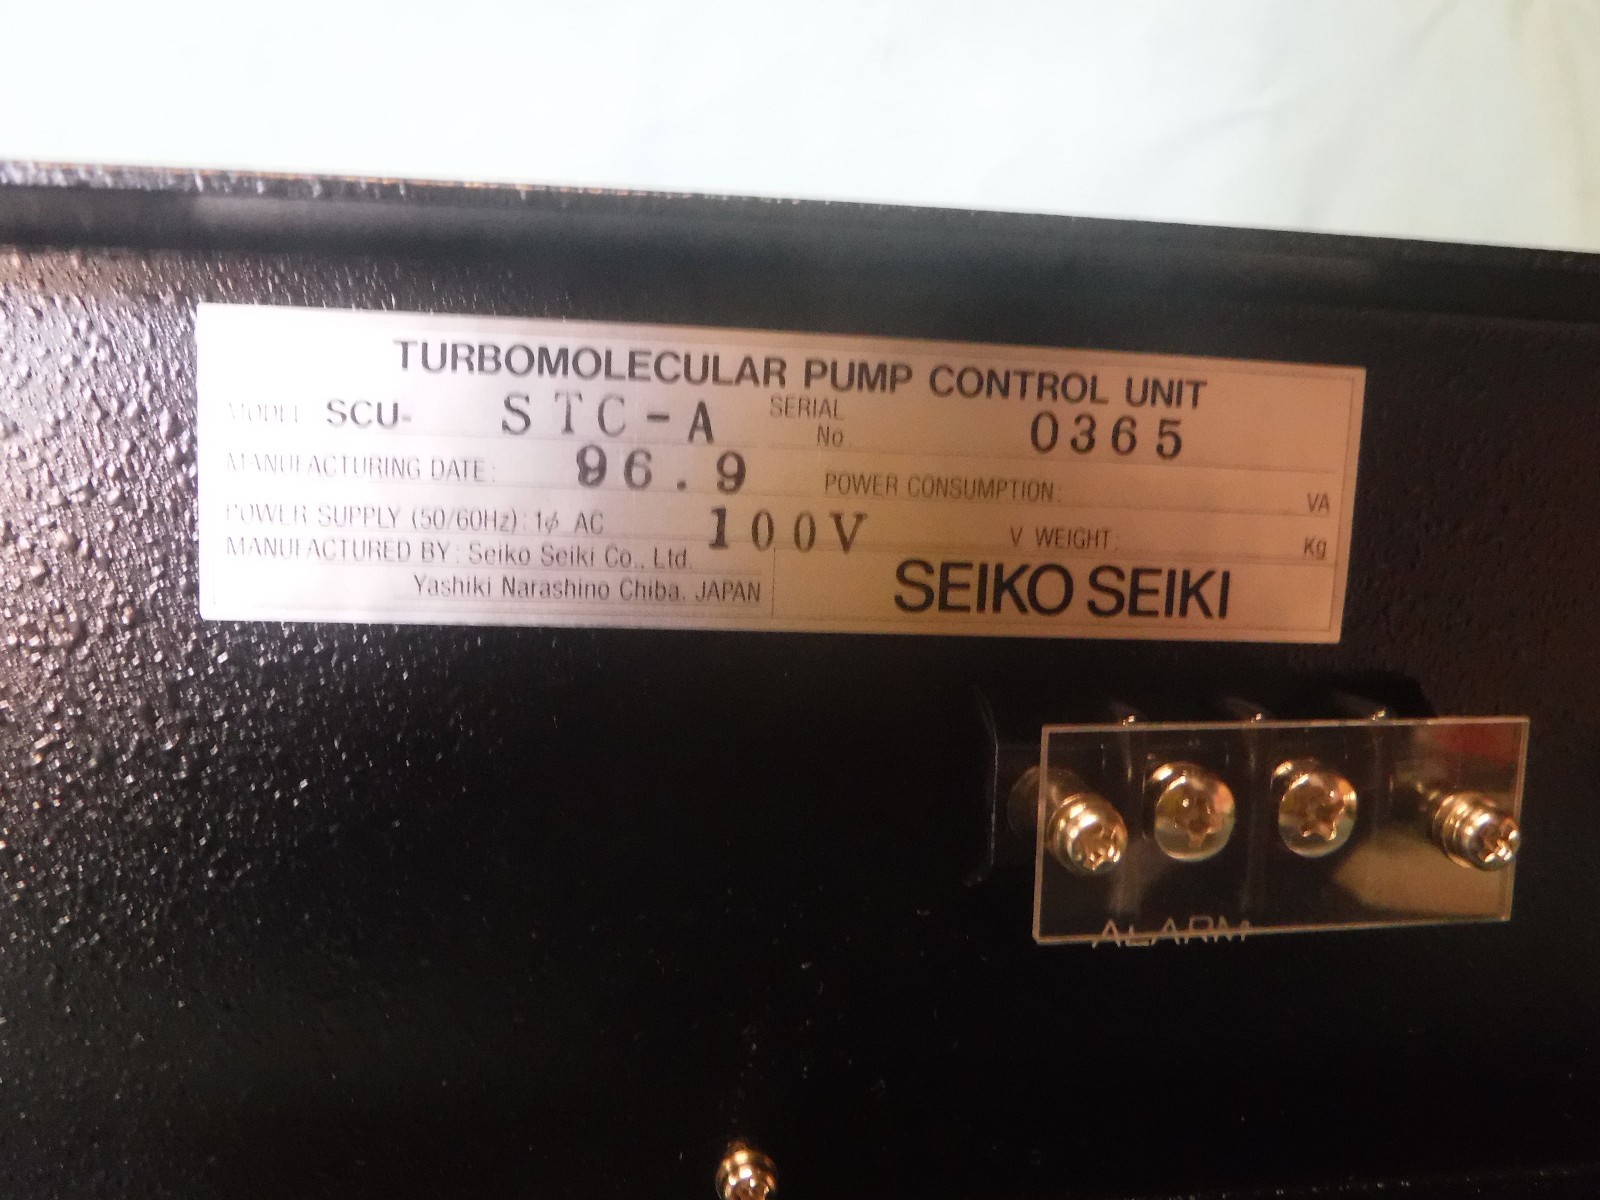 TURBOMOLECULAR PUMP CONTROL UNIT
MODEL SCU- STC-A SERIAL No 0365
MANUFACTURING DATE: 96.9 POWER CONSUMPTION: VA
POWER SUPPLY (50/60Hz): 1ϕ AC 100V V WEIGHT: Kg
MANUFACTURED BY: Seiko Seiki Co., Ltd.
Yashiki Narashino Chiba. JAPAN
SEIKO SEIKI
ALARM